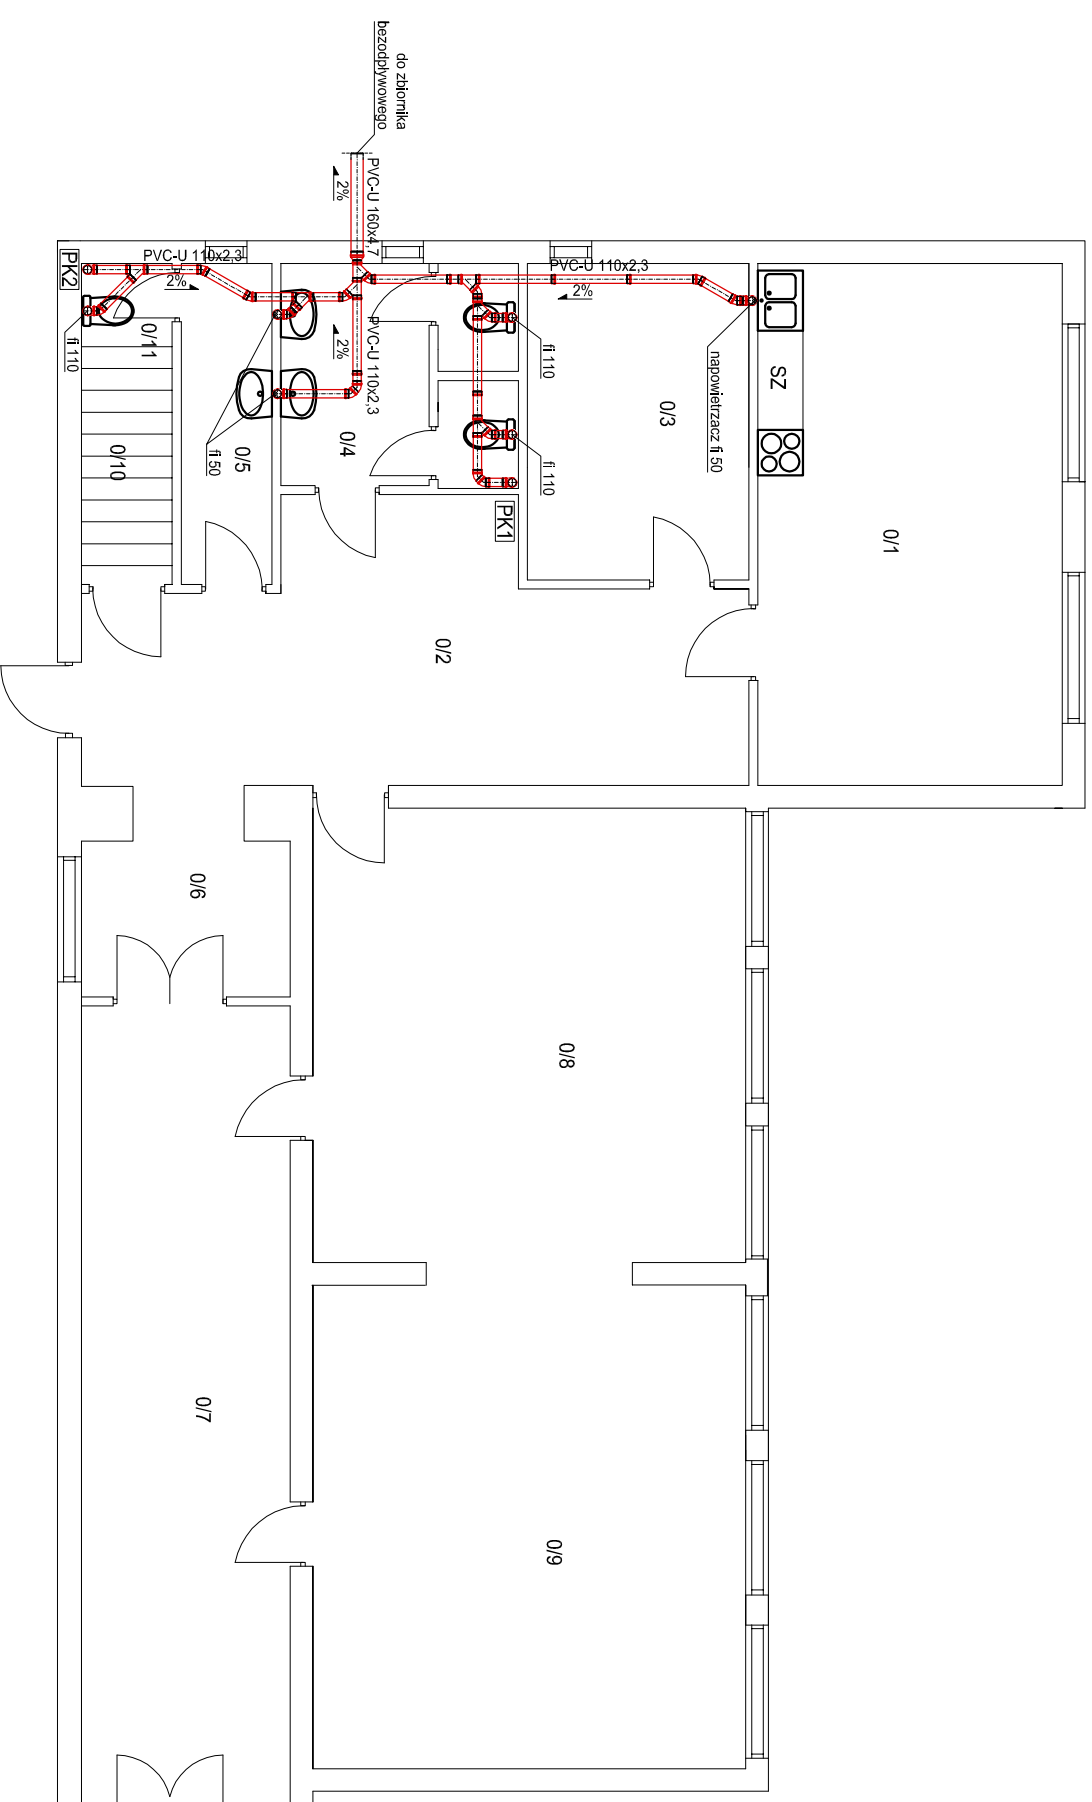 do zbiornika
bezodpływowego
PVC-U 160x4,7
2%
PVC-U 110x2,3
2%
PK2
fi 110
0/11
0/10
PVC-U 110x2,3
2%
fi 50
0/5
0/4
fi 110
fi 110
PK1
PVC-U 110x2,3
2%
0/3
napowietrzacz fi 50
SZ
0/1
0/2
0/6
0/8
0/7
0/9